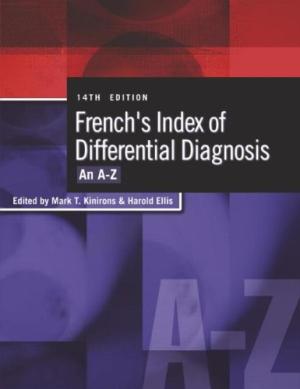 14TH EDITION
French's Index of
Differential Diagnosis
An A-Z
Edited by Mark T. Kinirons & Harold Ellis
A-Z